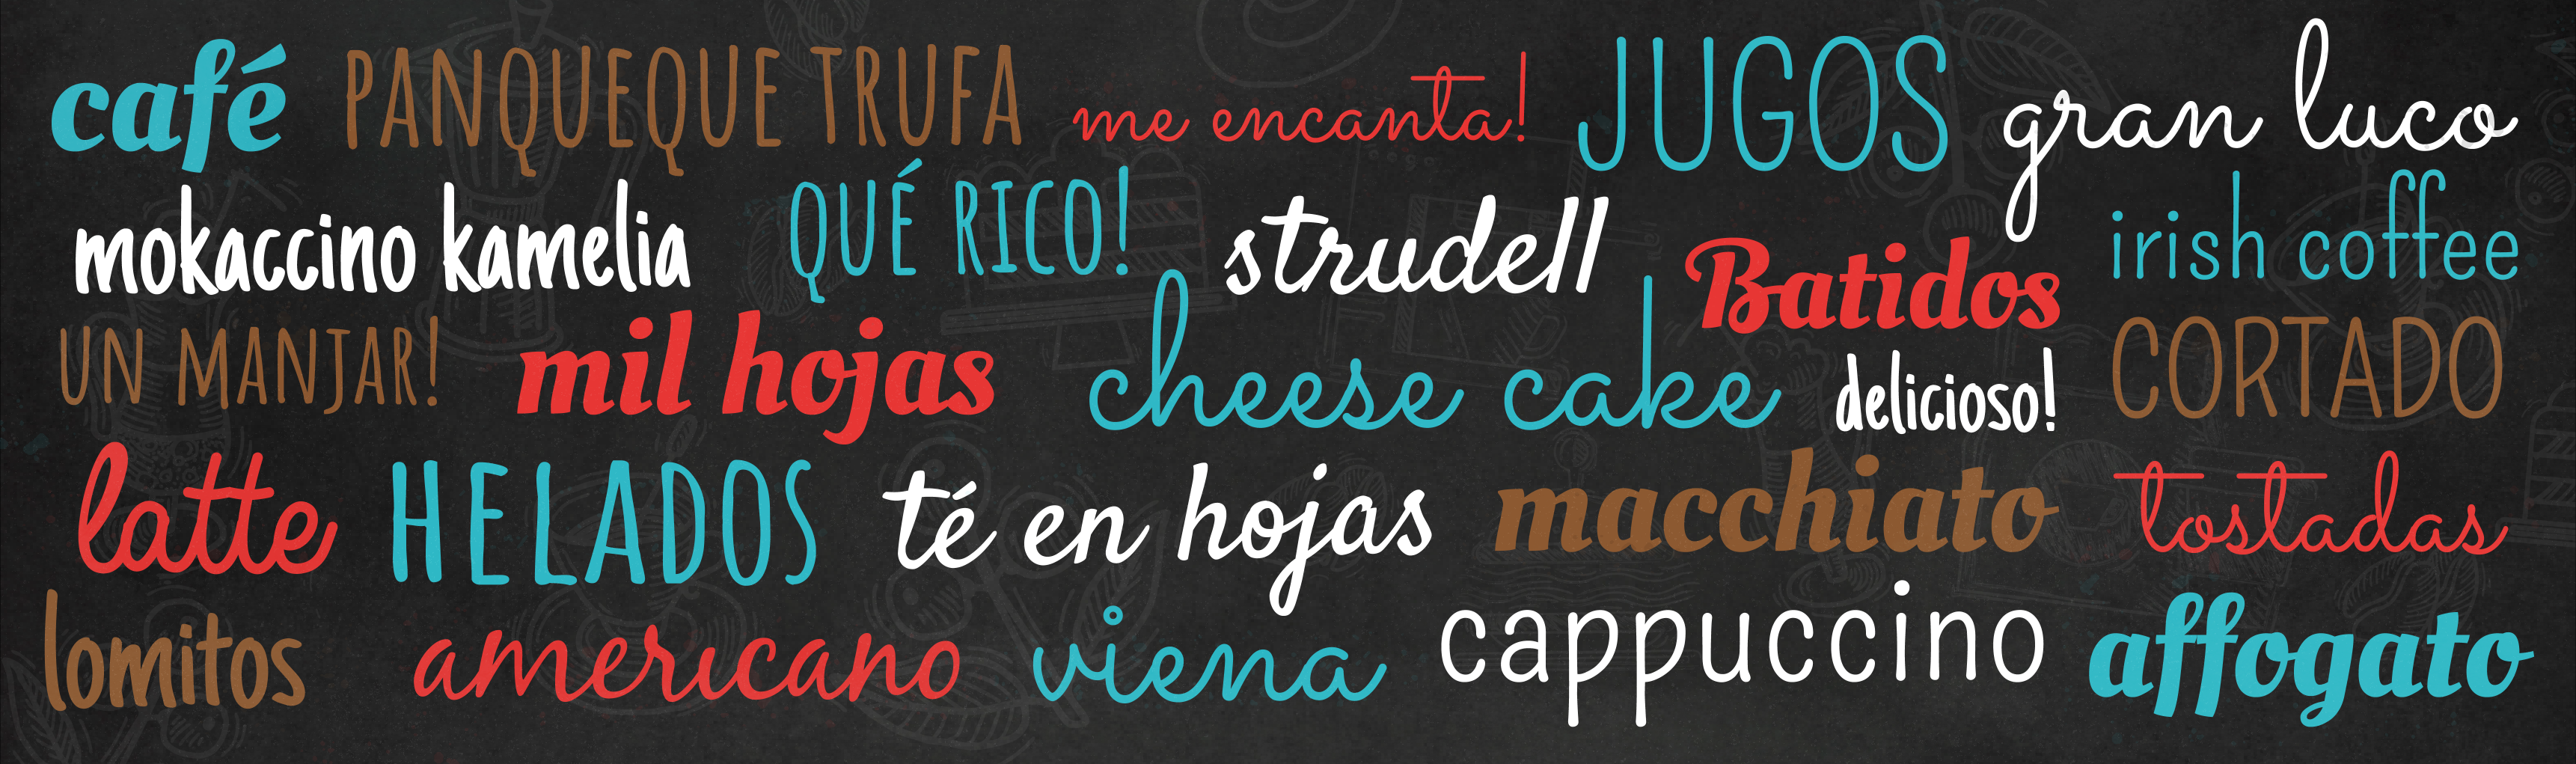 café PANQUEQUE TRUFA me encanta! JUGOS gran luco
mokaccino kamelia QUÉ RICO! strudell Batidos irish coffee
UN MANJAR! mil hojas cheese cake delicioso! CORTADO
latte HELADOS té en hojas macchiato tostadas
lomitos americano viena cappuccino affogato